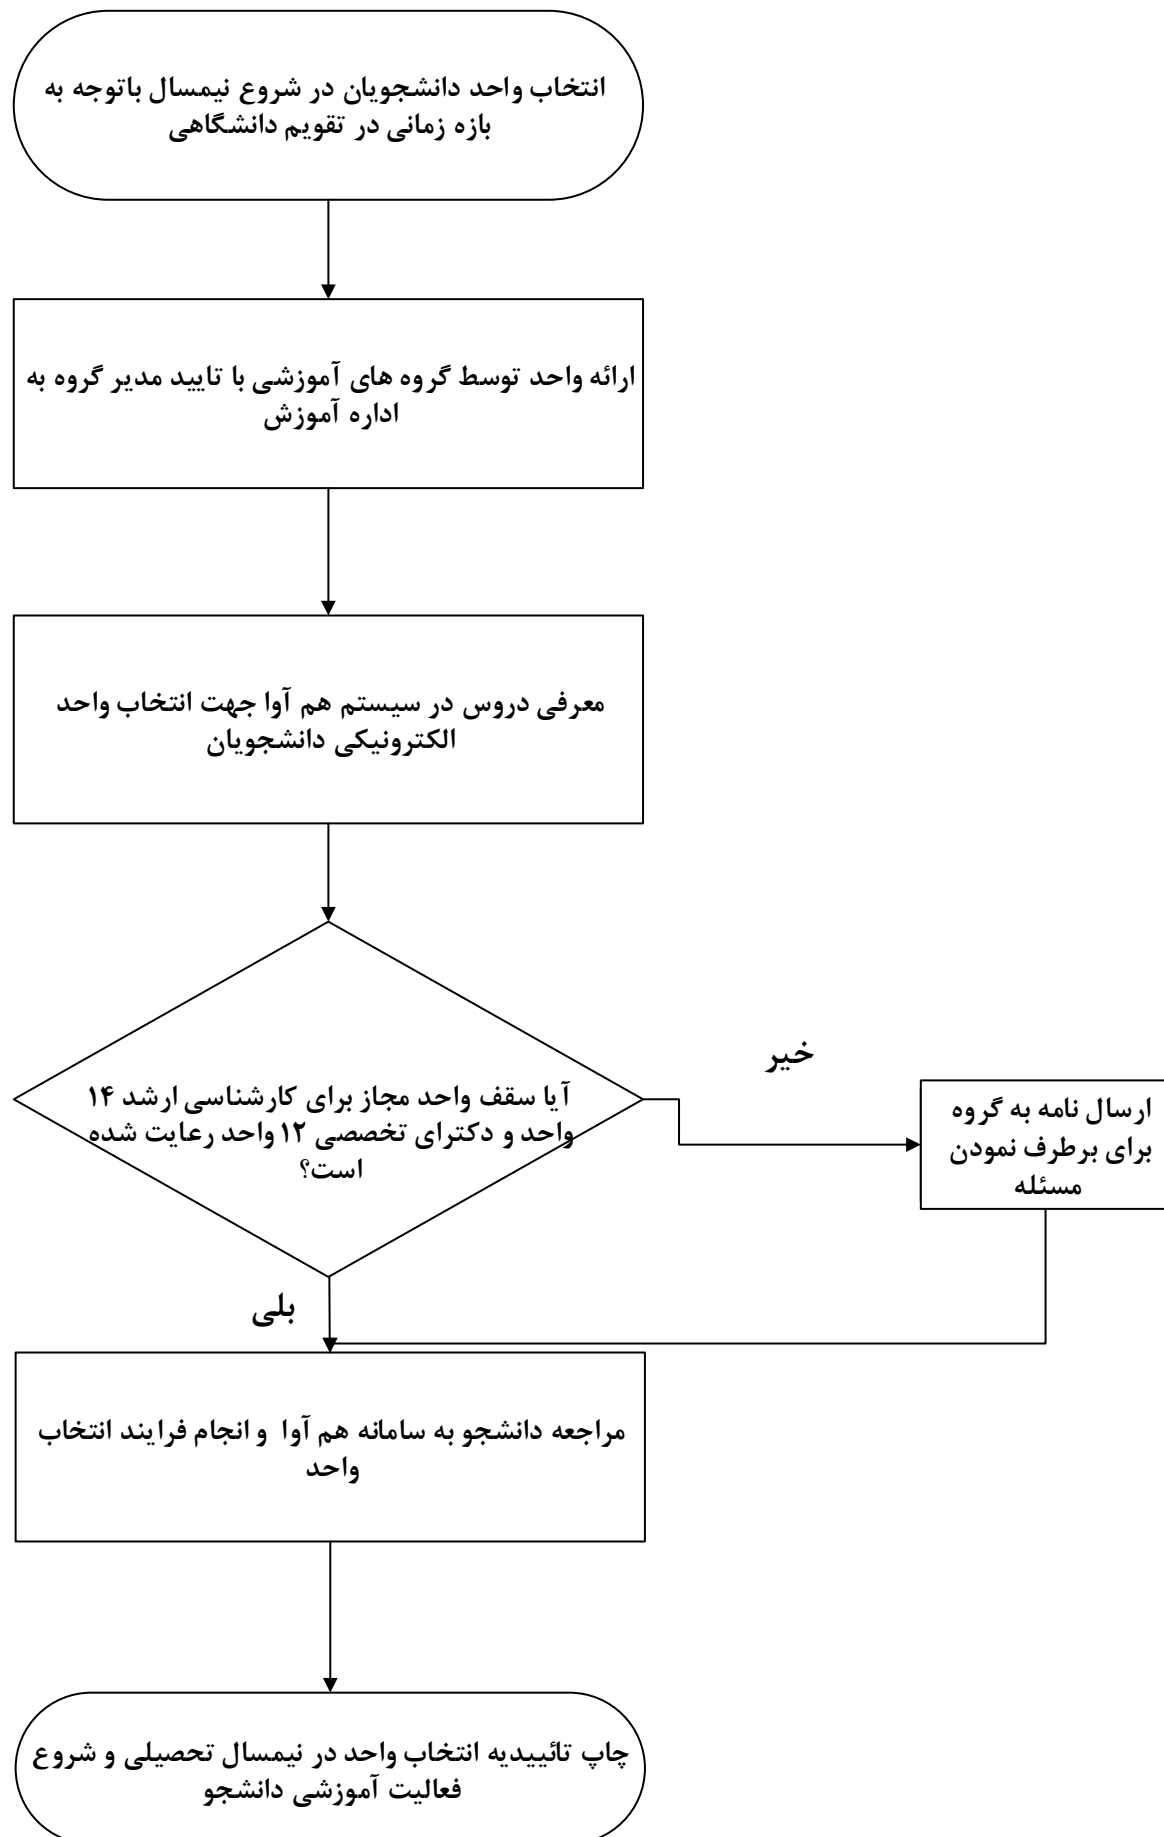 انتخاب واحد دانشجویان در شروع نیمسال باتوجه به
بازه زمانی در تقویم دانشگاهی
ارائه واحد توسط گروه های آموزشی با تایید مدیر گروه به
اداره آموزش
معرفی دروس در سیستم هم آوا جهت انتخاب واحد
الکترونیکی دانشجویان
آیا سقف واحد مجاز برای کارشناسی ارشد ۱۴
واحد و دکترای تخصصی ۱۲ واحد رعایت شده
است؟
خیر
ارسال نامه به گروه
برای برطرف نمودن
مسئله
بلی
مراجعه دانشجو به سامانه هم آوا و انجام فرایند انتخاب
واحد
چاپ تائییدیه انتخاب واحد در نیمسال تحصیلی و شروع
فعالیت آموزشی دانشجو